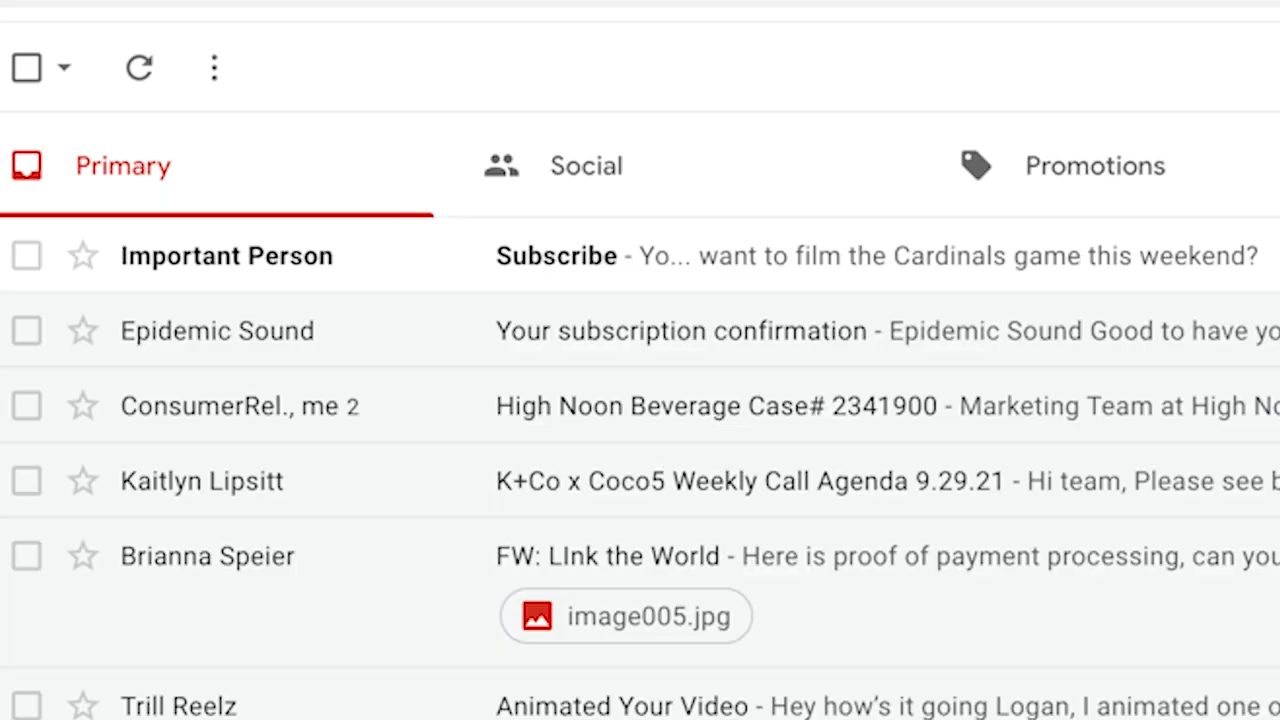 Primary
Social
Promotions
Important Person Subscribe - Yo... want to film the Cardinals game this weekend?
Epidemic Sound Your subscription confirmation - Epidemic Sound Good to have yo
ConsumerRel., me 2 High Noon Beverage Case# 2341900 - Marketing Team at High No
Kaitlyn Lipsitt K+Co x Coco5 Weekly Call Agenda 9.29.21 - Hi team, Please see b
Brianna Speier FW: LInk the World - Here is proof of payment processing, can you
image005.jpg
Trill Reelz Animated Your Video - Hey how's it going Logan, I animated one o